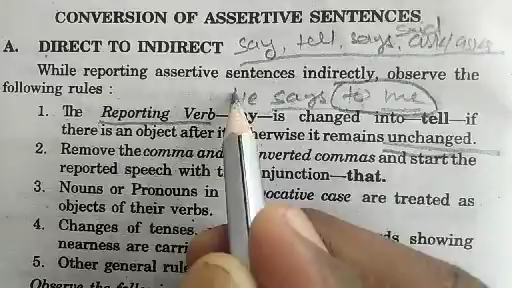 CONVERSION OF ASSERTIVE SENTENCES
A. DIRECT TO INDIRECT say, tell, says, said
While reporting assertive sentences indirectly, observe the
following rules : He says to me
1. The Reporting Verb— is changed into tell—if
there is an object after otherwise it remains unchanged.
2. Remove the comma and inverted commas and start the
reported speech with conjunction—that.
3. Nouns or Pronouns in vocative case are treated as
objects of their verbs.
4. Changes of tenses, showing
nearness are
5. Other general
Observe the